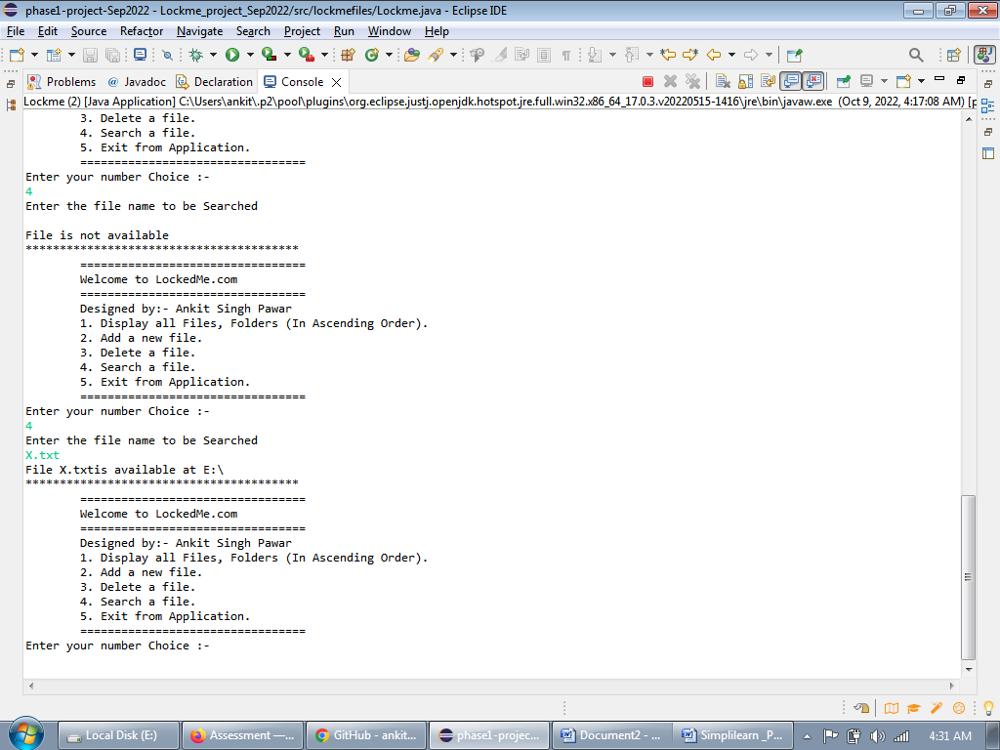 phase1-project-Sep2022 - Lockme_project_Sep2022/src/lockmefiles/Lockme.java - Eclipse IDE
File Edit Source Refactor Navigate Search Project Run Window Help
Problems @ Javadoc Declaration Console
Lockme (2) [Java Application] C:\Users\ankit\.p2\pool\plugins\org.eclipse.justj.openjdk.hotspot.jre.full.win32.x86_64_17.0.3.v20220515-1416\jre\bin\javaw.exe (Oct 9, 2022, 4:17:08 AM) [p
3. Delete a file.
4. Search a file.
5. Exit from Application.
=================================
Enter your number Choice :-
4
Enter the file name to be Searched
File is not available
****************************************
=================================
Welcome to LockedMe.com
=================================
Designed by:- Ankit Singh Pawar
1. Display all Files, Folders (In Ascending Order).
2. Add a new file.
3. Delete a file.
4. Search a file.
5. Exit from Application.
=================================
Enter your number Choice :-
4
Enter the file name to be Searched
X.txt
File X.txtis available at E:\
****************************************
=================================
Welcome to LockedMe.com
=================================
Designed by:- Ankit Singh Pawar
1. Display all Files, Folders (In Ascending Order).
2. Add a new file.
3. Delete a file.
4. Search a file.
5. Exit from Application.
=================================
Enter your number Choice :-
Local Disk (E:) Assessment —... GitHub - ankit... phase1-projec... Document2 - ... Simplilearn _P... 4:31 AM